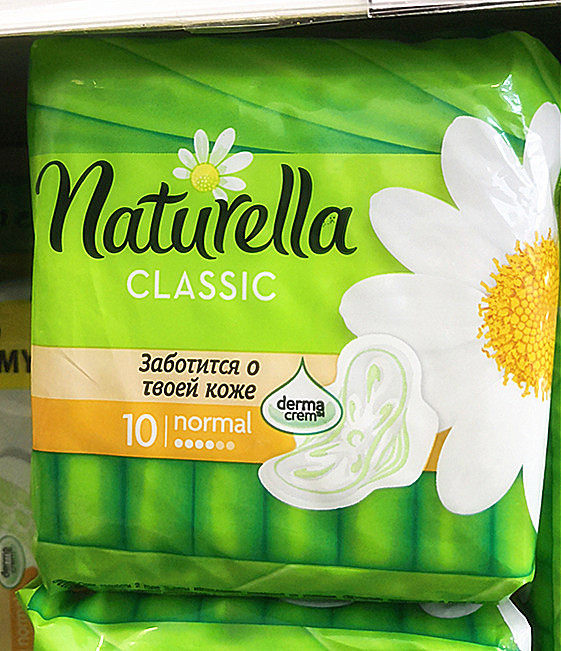 Naturella
CLASSIC
Заботится о
твоей коже
derma
crem
10 normal